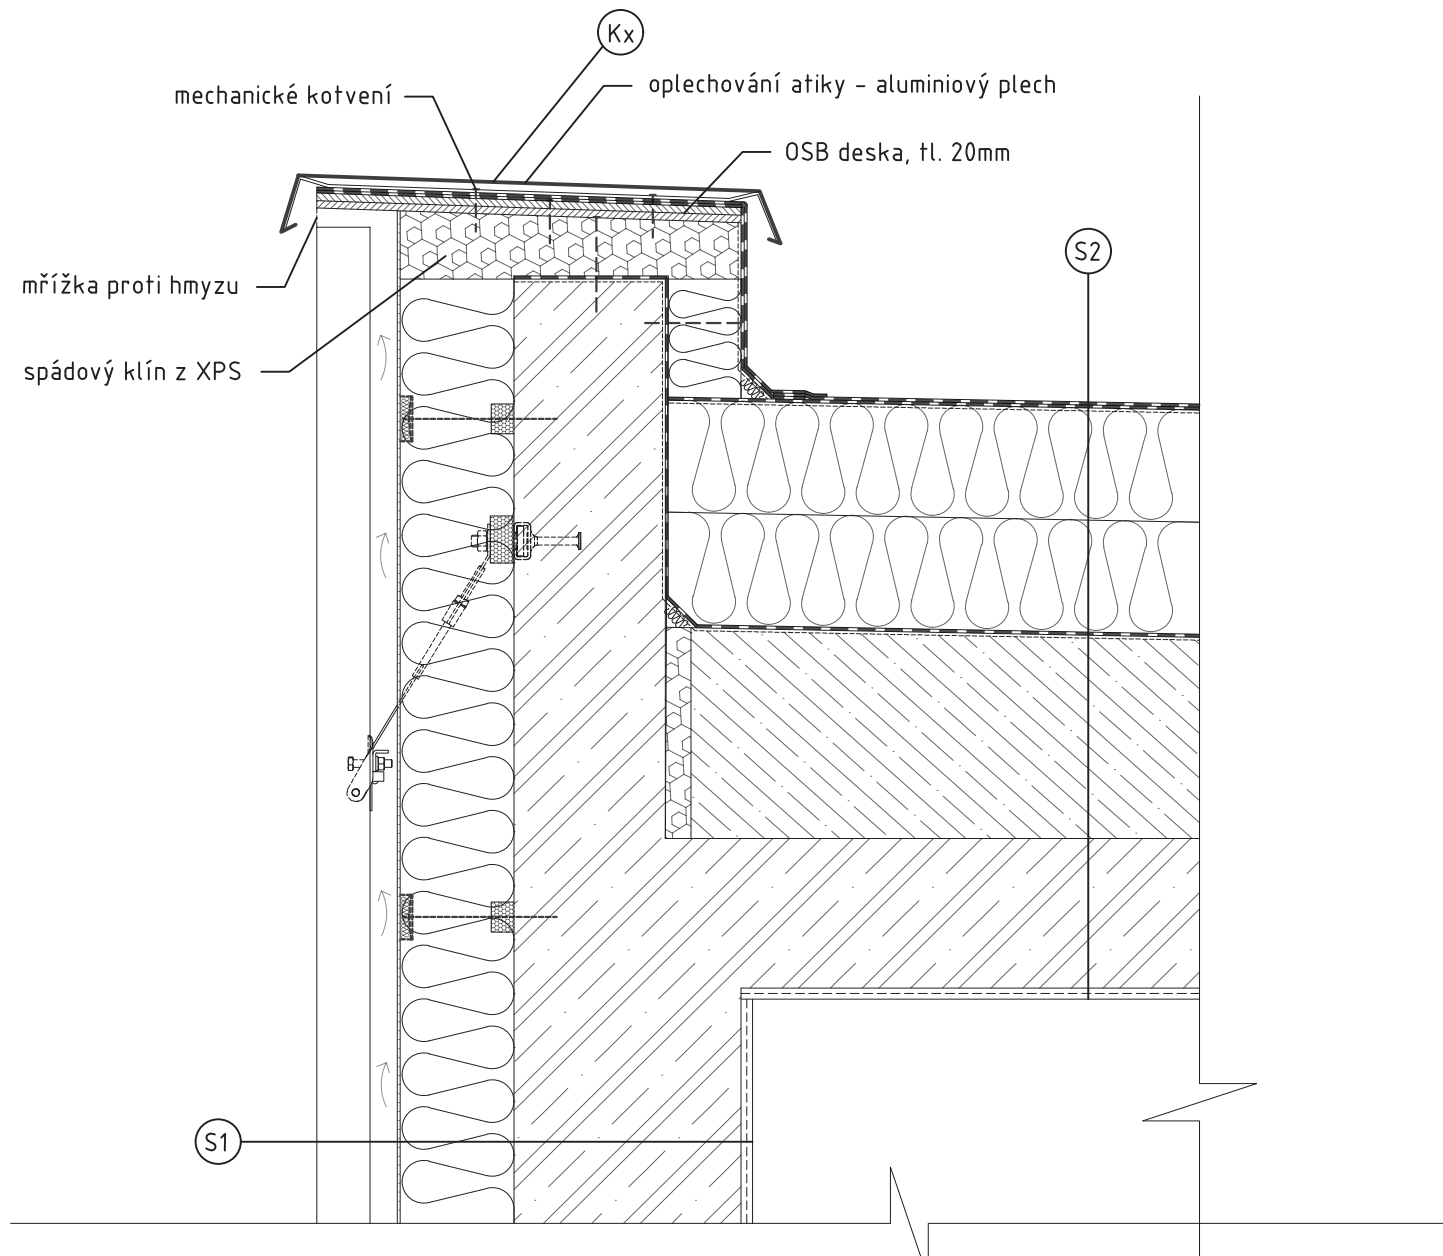 Kx
mechanické kotvení
oplechování atiky - aluminiový plech
OSB deska, tl. 20mm
S2
mřížka proti hmyzu
spádový klín z XPS
S1